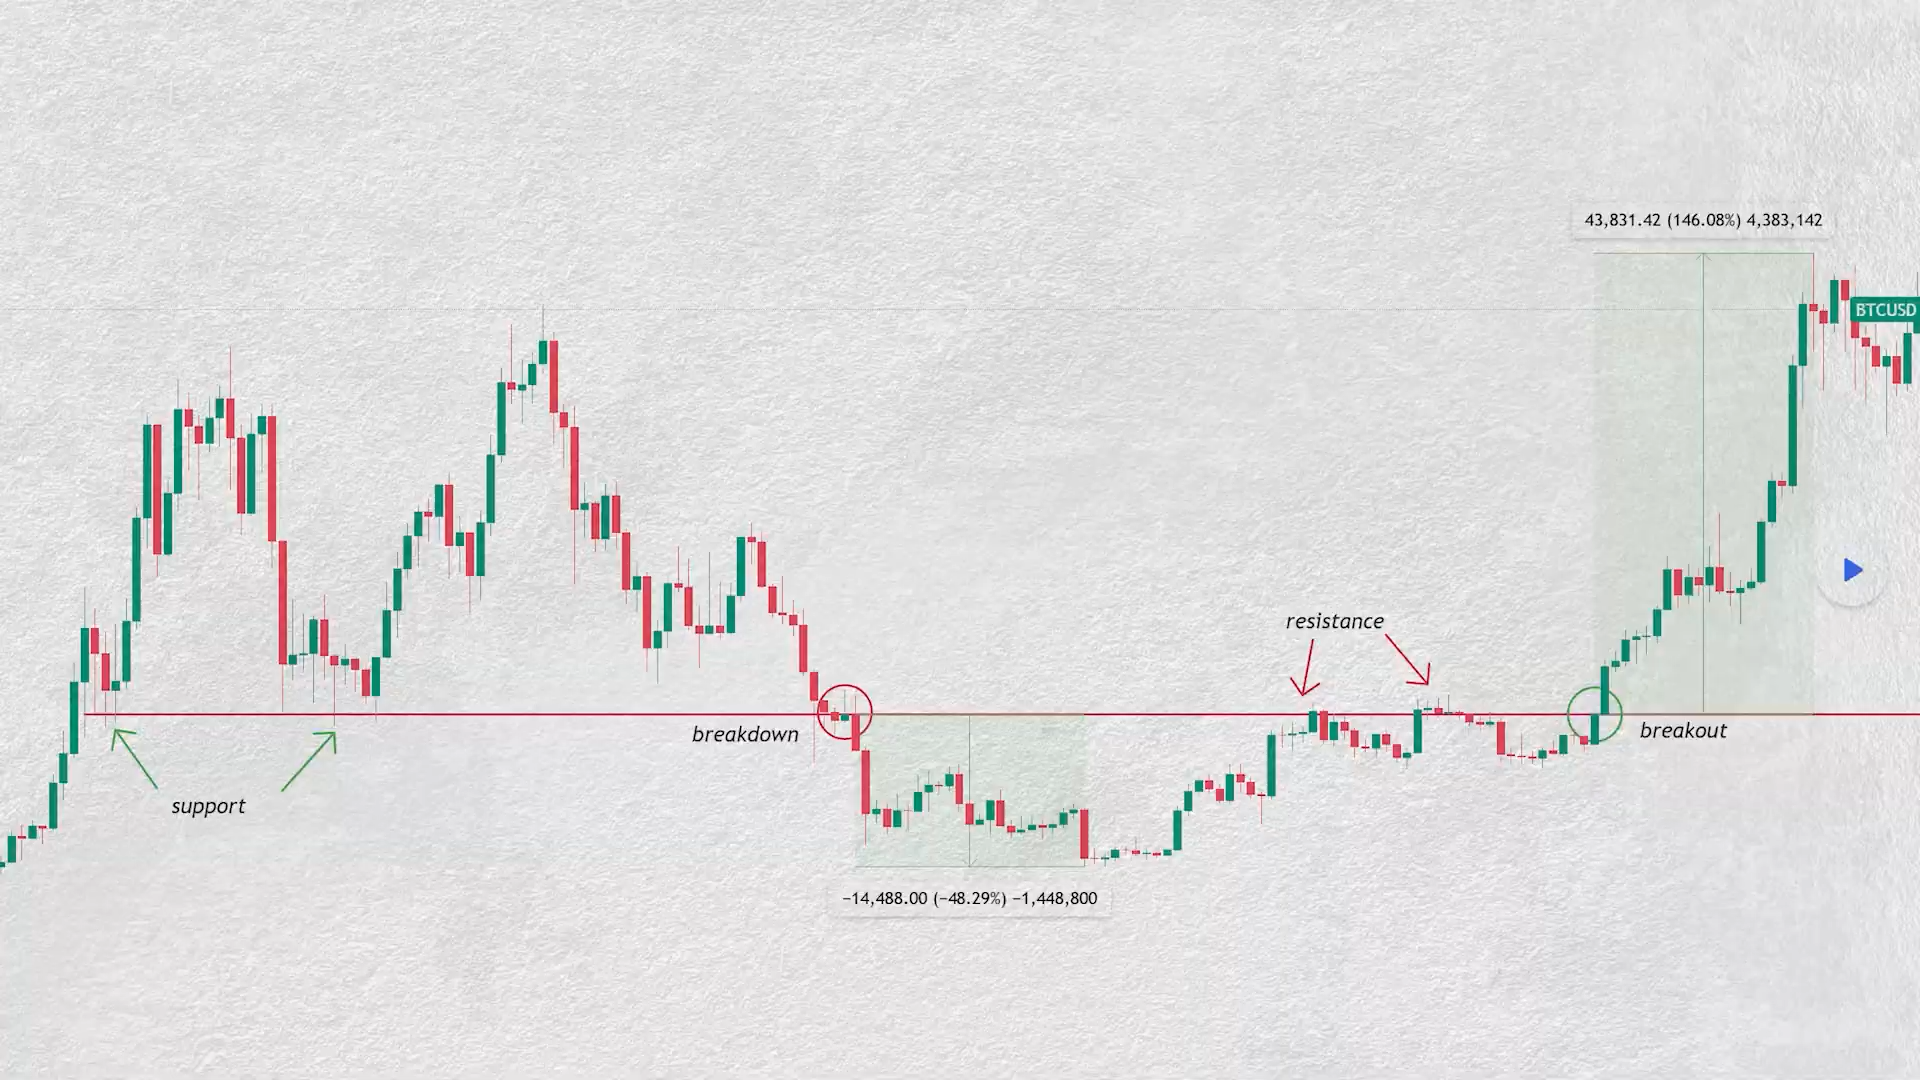 43,831.42 (146.08%) 4,383,142
BTCUSD
resistance
breakdown
breakout
support
−14,488.00 (−48.29%) −1,448,800